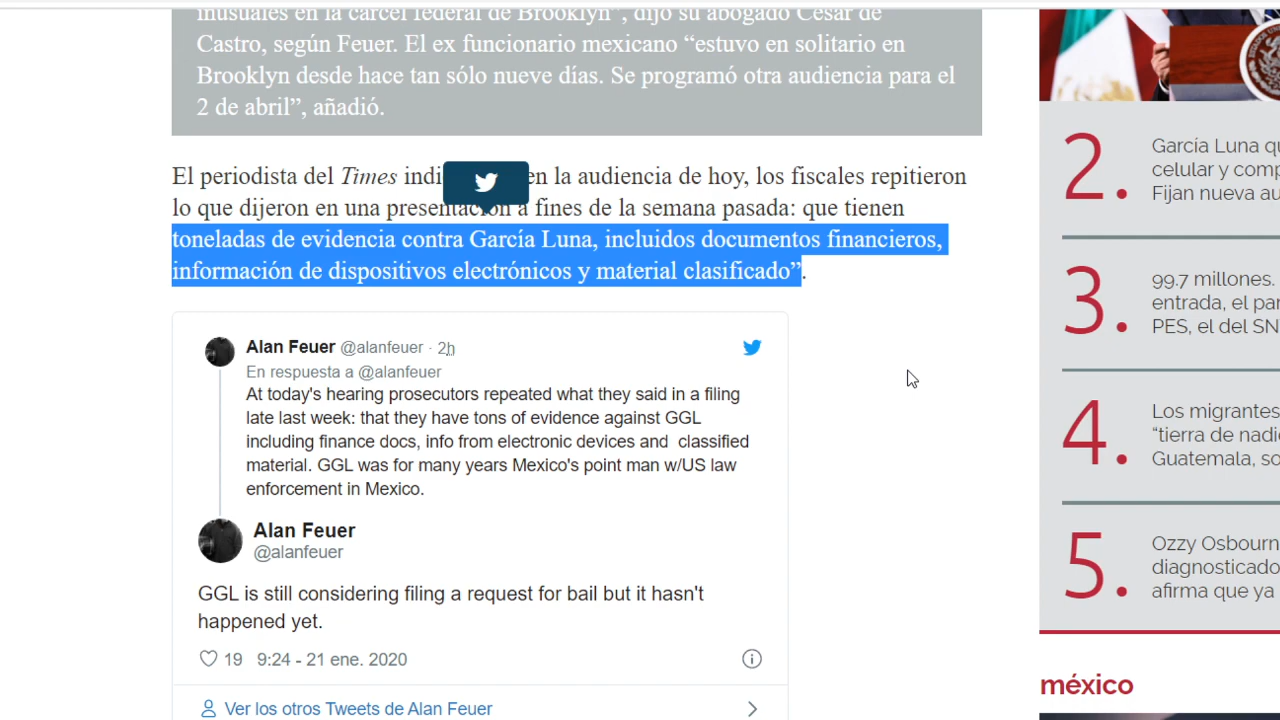 inusuales en la cárcel federal de Brooklyn”, dijo su abogado César de
Castro, según Feuer. El ex funcionario mexicano “estuvo en solitario en
Brooklyn desde hace tan sólo nueve días. Se programó otra audiencia para el
2 de abril”, añadió.
El periodista del Times en la audiencia de hoy, los fiscales repitieron
lo que dijeron en una presentación a fines de la semana pasada: que tienen
toneladas de evidencia contra García Luna, incluidos documentos financieros,
información de dispositivos electrónicos y material clasificado”.
Alan Feuer @alanfeuer · 2h
En respuesta a @alanfeuer
At today's hearing prosecutors repeated what they said in a filing
late last week: that they have tons of evidence against GGL
including finance docs, info from electronic devices and classified
material. GGL was for many years Mexico's point man w/US law
enforcement in Mexico.
Alan Feuer
@alanfeuer
GGL is still considering filing a request for bail but it hasn't
happened yet.
19 9:24 - 21 ene. 2020
Ver los otros Tweets de Alan Feuer
2. García Luna
celular y
Fijan nueva
3. 99.7 millones.
entrada, el
PES, el del
4. Los migrantes
“tierra de
Guatemala,
5. Ozzy
diagnosticado
afirma que ya
méxico